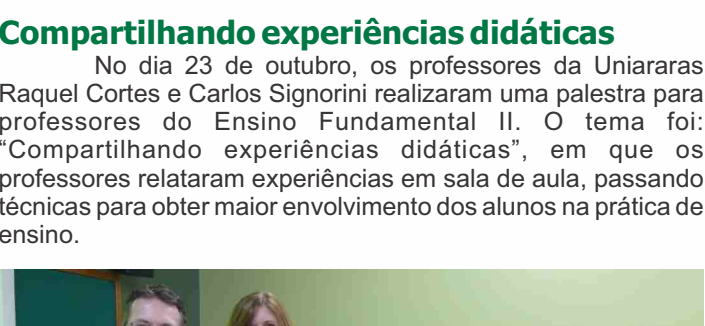 Compartilhando experiências didáticas
No dia 23 de outubro, os professores da Uniararas
Raquel Cortes e Carlos Signorini realizaram uma palestra para
professores do Ensino Fundamental II. O tema foi:
“Compartilhando experiências didáticas”, em que os
professores relataram experiências em sala de aula, passando
técnicas para obter maior envolvimento dos alunos na prática de
ensino.